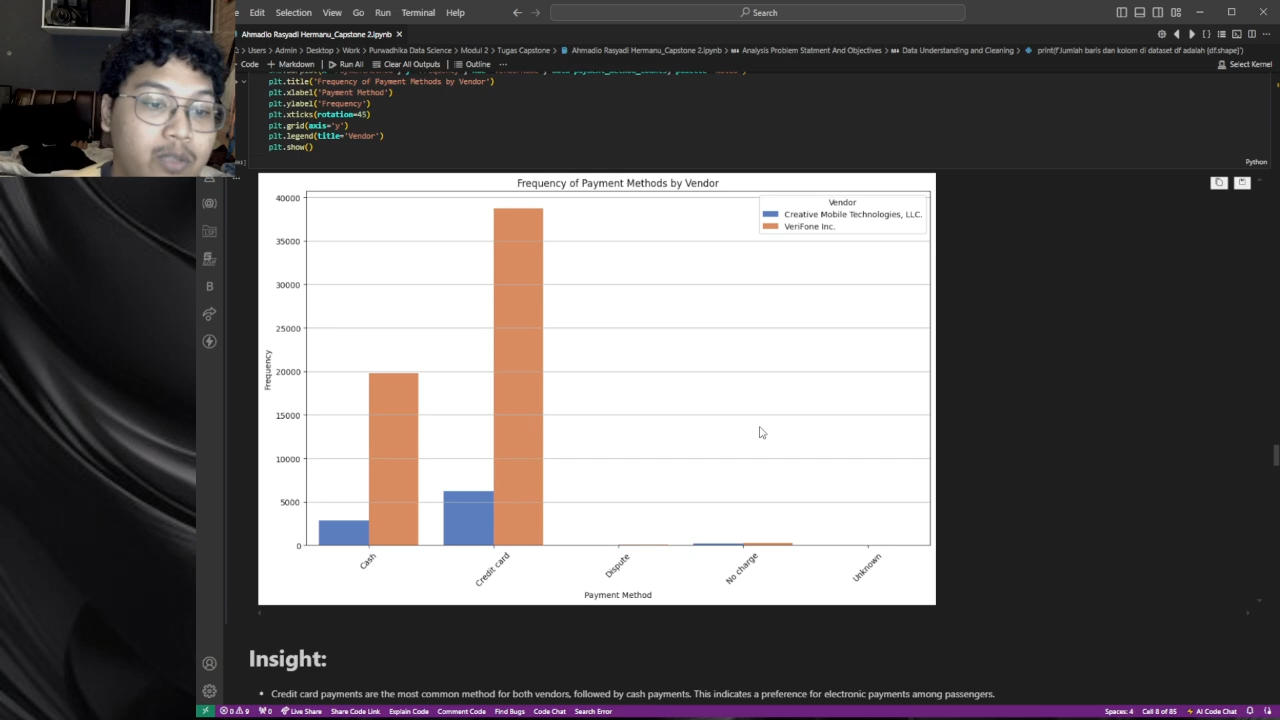 Edit Selection View Go Run Terminal Help
Search
Ahmadio Rasyadi Hermanu_Capstone 2.ipynb
Users > Admin > Desktop > Work > Purwadhika Data Science > Modul 2 > Tugas Capstone > Ahmadio Rasyadi Hermanu_Capstone 2.ipynb > Analysis Problem Statment And Objectives > Data Understanding and Cleaning > print(f'Jumlah baris dan kolom di dataset df adalah {df.shape}')
Code + Markdown Run All Clear All Outputs Outline ...
Select Kernel
plt.title('Frequency of Payment Methods by Vendor')
plt.xlabel('Payment Method')
plt.ylabel('Frequency')
plt.xticks(rotation=45)
plt.grid(axis='y')
plt.legend(title='Vendor')
plt.show()
Python
Frequency of Payment Methods by Vendor
Vendor
Creative Mobile Technologies, LLC.
VeriFone Inc.
40000
35000
30000
25000
20000
15000
10000
5000
0
Frequency
Cash
Credit card
Dispute
No charge
Unknown
Payment Method
Insight:
• Credit card payments are the most common method for both vendors, followed by cash payments. This indicates a preference for electronic payments among passengers.
0 9 0 Live Share Share Code Link Explain Code Comment Code Find Bugs Code Chat Search Error
Spaces: 4 Cell 8 of 85 AI Code Chat